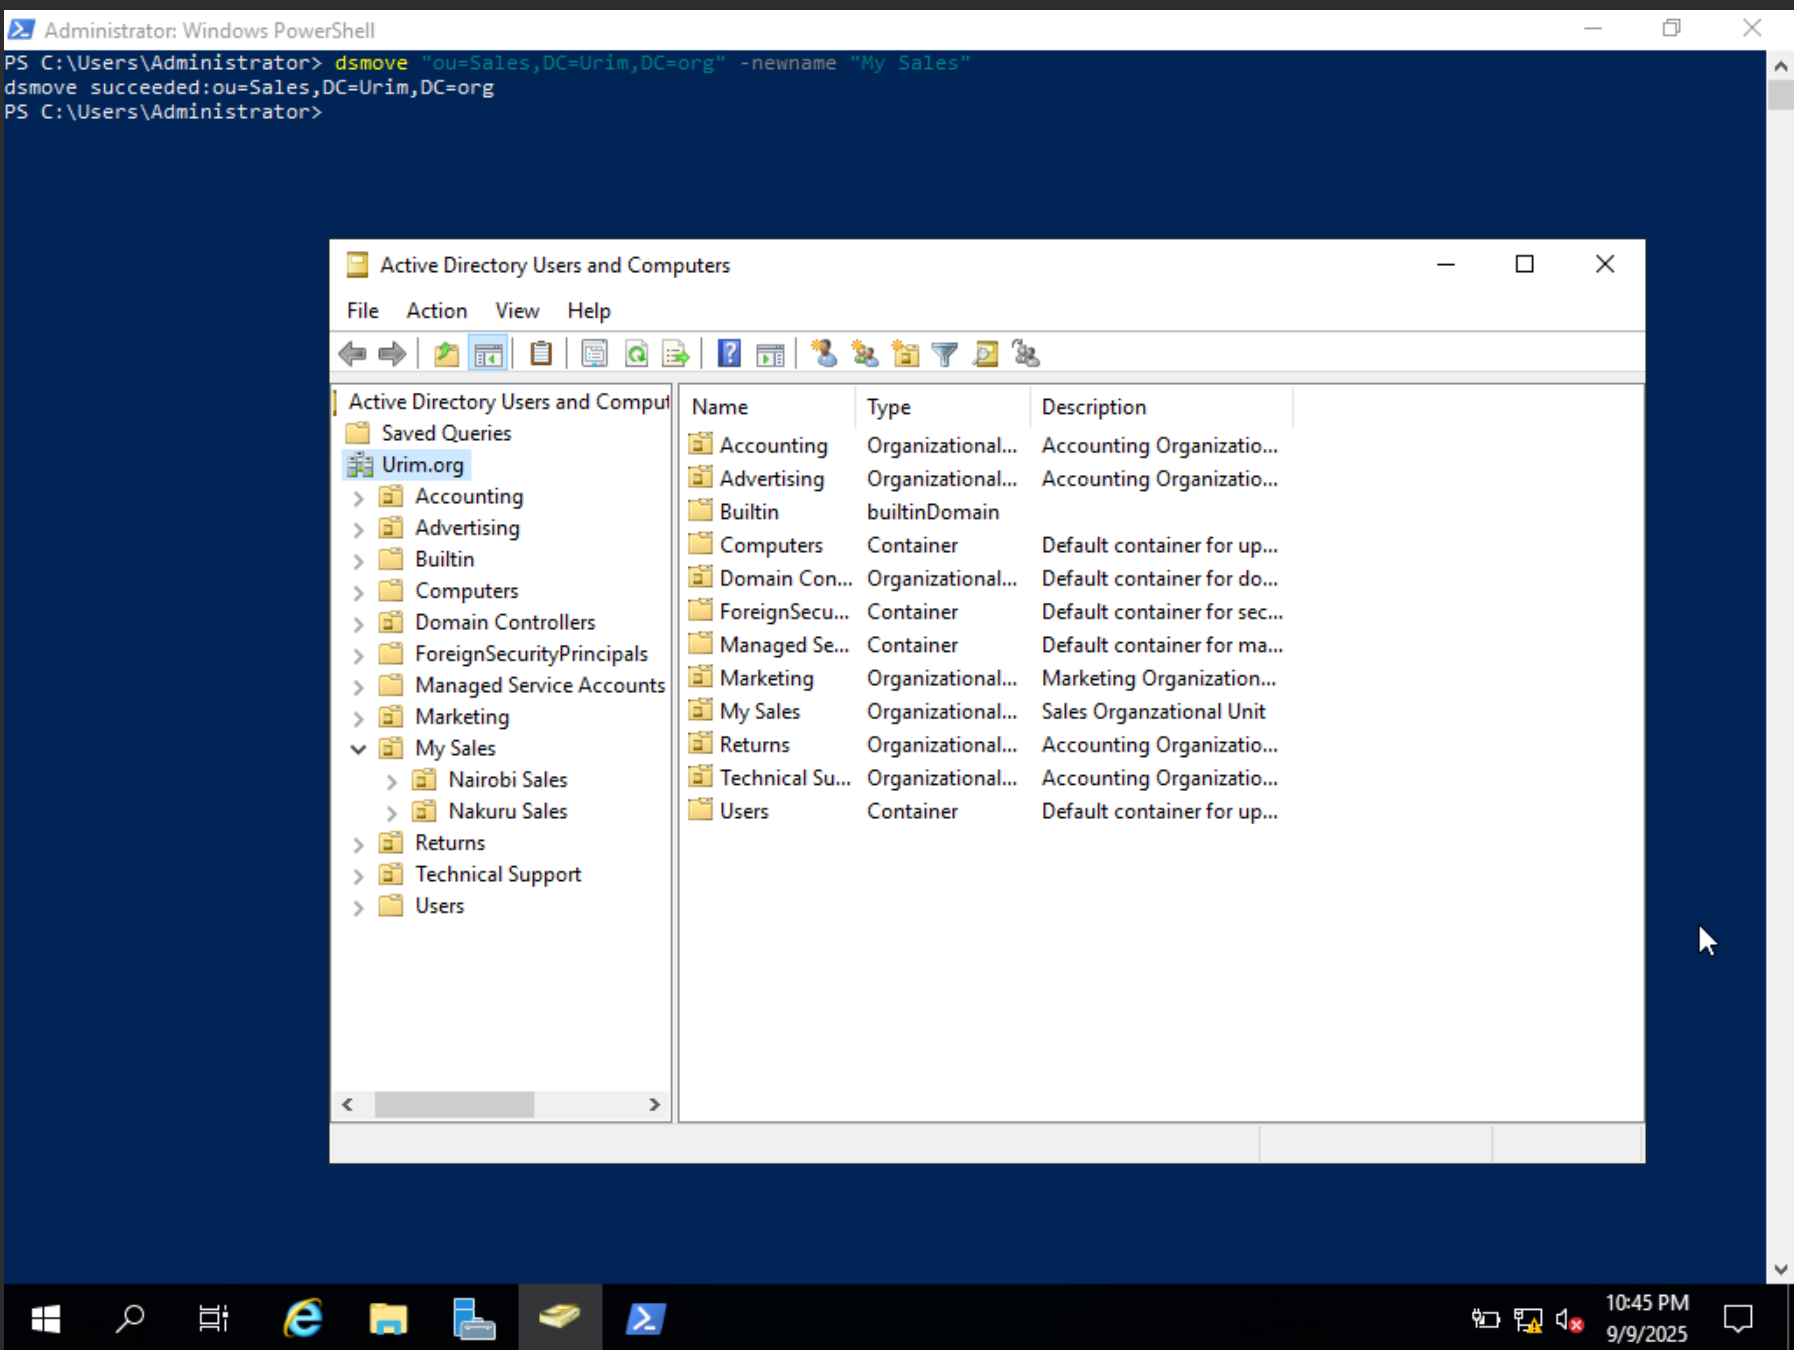 Administrator: Windows PowerShell
PS C:\Users\Administrator> dsmove "ou=Sales,DC=Urim,DC=org" -newname "My Sales"
dsmove succeeded:ou=Sales,DC=Urim,DC=org
PS C:\Users\Administrator>
Active Directory Users and Computers
File Action View Help
Active Directory Users and Comput
Saved Queries
Urim.org
Accounting
Advertising
Builtin
Computers
Domain Controllers
ForeignSecurityPrincipals
Managed Service Accounts
Marketing
My Sales
Nairobi Sales
Nakuru Sales
Returns
Technical Support
Users
Name Type Description
Accounting Organizational... Accounting Organizatio...
Advertising Organizational... Accounting Organizatio...
Builtin builtinDomain
Computers Container Default container for up...
Domain Con... Organizational... Default container for do...
ForeignSecu... Container Default container for sec...
Managed Se... Container Default container for ma...
Marketing Organizational... Marketing Organization...
My Sales Organizational... Sales Organzational Unit
Returns Organizational... Accounting Organizatio...
Technical Su... Organizational... Accounting Organizatio...
Users Container Default container for up...
10:45 PM
9/9/2025